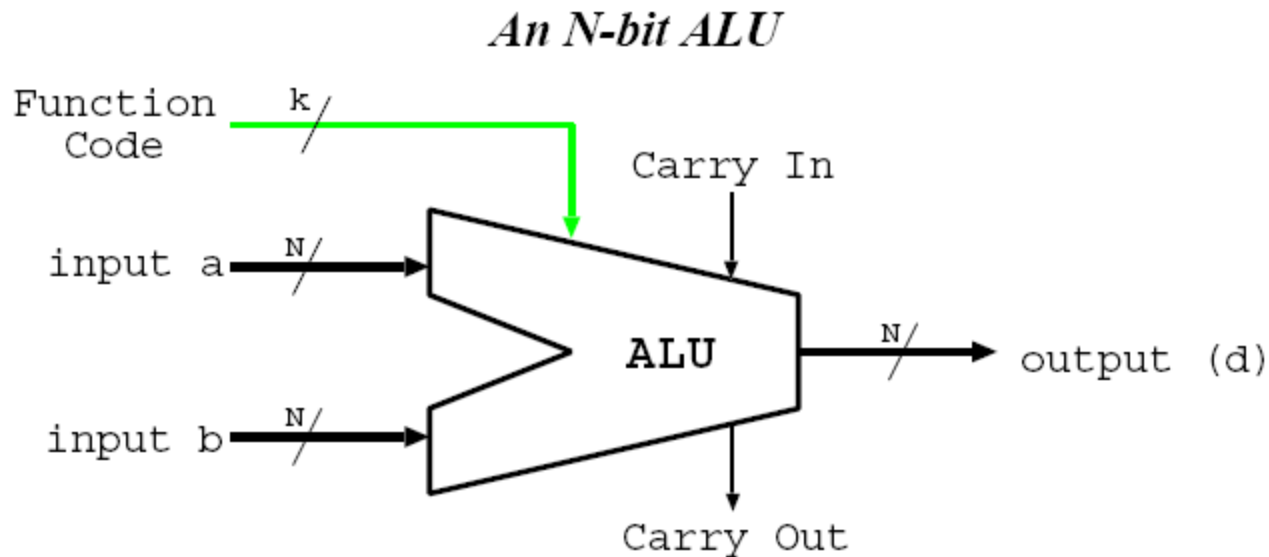 An N-bit ALU
Function
Code
k
Carry In
input a
N
ALU
N
output (d)
input b
N
Carry Out